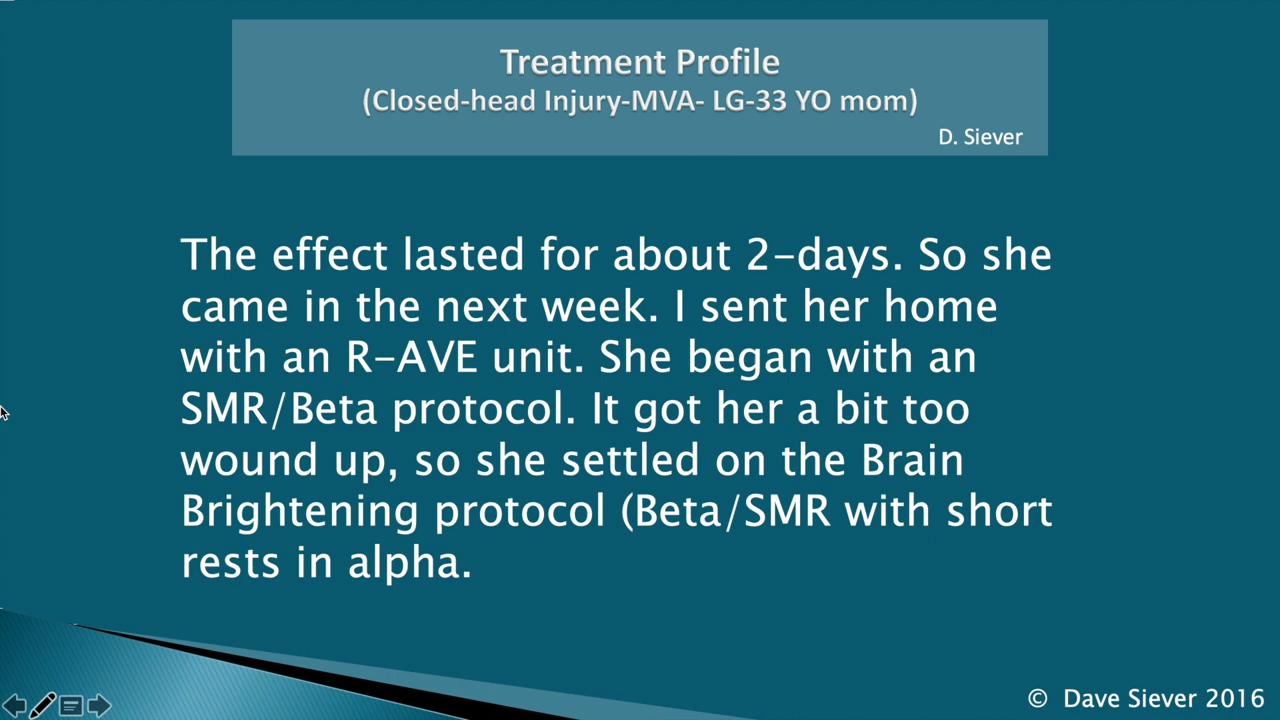 Treatment Profile
(Closed-head Injury-MVA- LG-33 YO mom)
D. Siever
The effect lasted for about 2-days. So she
came in the next week. I sent her home
with an R-AVE unit. She began with an
SMR/Beta protocol. It got her a bit too
wound up, so she settled on the Brain
Brightening protocol (Beta/SMR with short
rests in alpha.
© Dave Siever 2016